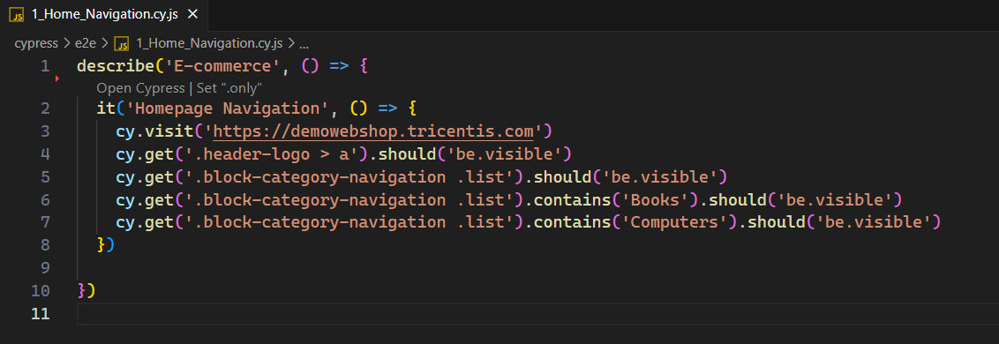 1_Home_Navigation.cy.js
cypress > e2e > 1_Home_Navigation.cy.js > ...
1 describe('E-commerce', () => {
Open Cypress | Set ".only"
2 it('Homepage Navigation', () => {
3 cy.visit('https://demowebshop.tricentis.com')
4 cy.get('.header-logo > a').should('be.visible')
5 cy.get('.block-category-navigation .list').should('be.visible')
6 cy.get('.block-category-navigation .list').contains('Books').should('be.visible')
7 cy.get('.block-category-navigation .list').contains('Computers').should('be.visible')
8 })
9
10 })
11